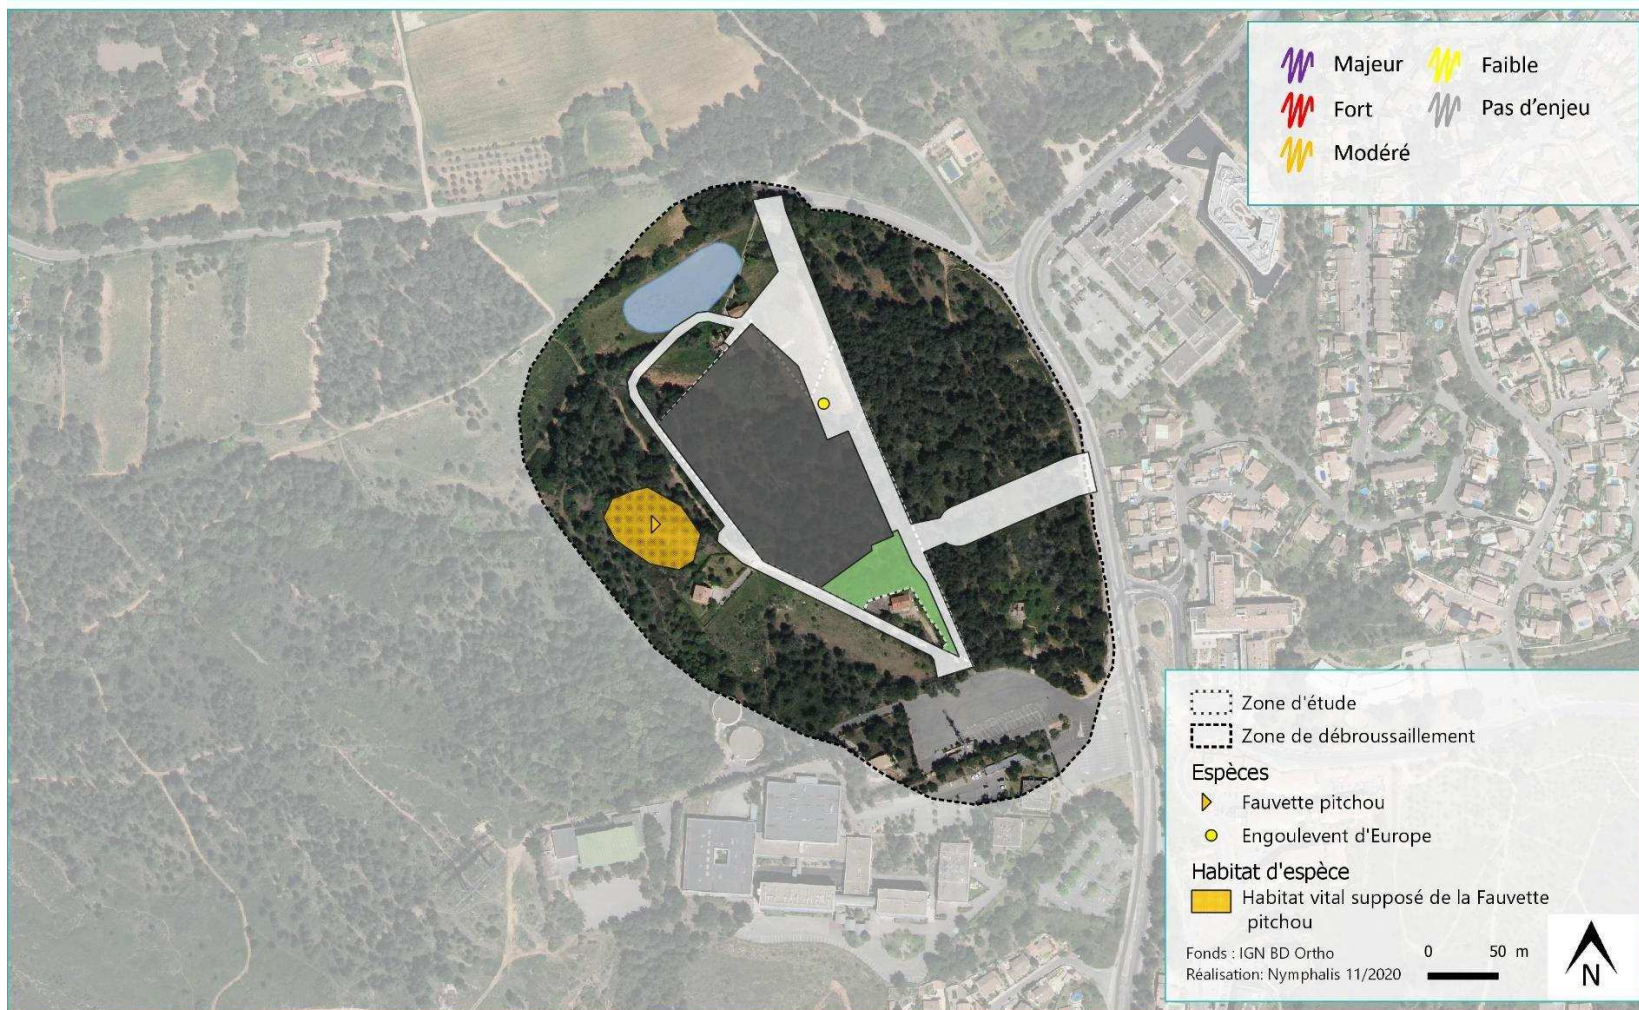 Majeur
Faible
Fort
Pas d'enjeu
Modéré
Zone d'étude
Zone de débroussaillement
Espèces
Fauvette pitchou
Engoulevent d'Europe
Habitat d'espèce
Habitat vital supposé de la Fauvette
pitchou
Fonds : IGN BD Ortho
Réalisation: Nymphalis 11/2020
0 50 m
N